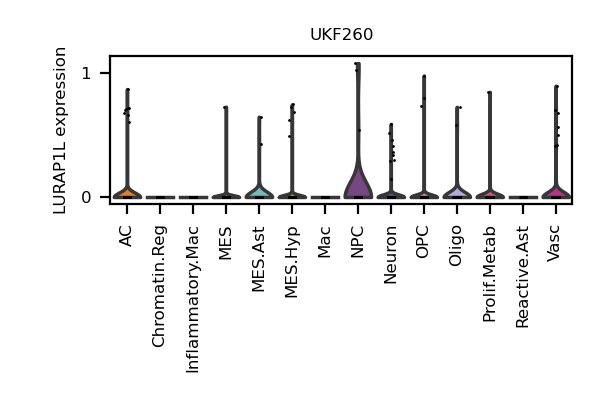 UKF260
LURAP1L expression
1
0
AC
Chromatin.Reg
Inflammatory.Mac
MES
MES.Ast
MES.Hyp
Mac
NPC
Neuron
OPC
Oligo
Prolif.Metab
Reactive.Ast
Vasc